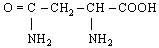 O = C - CH₂ - CH - COOH
NH₂ NH₂